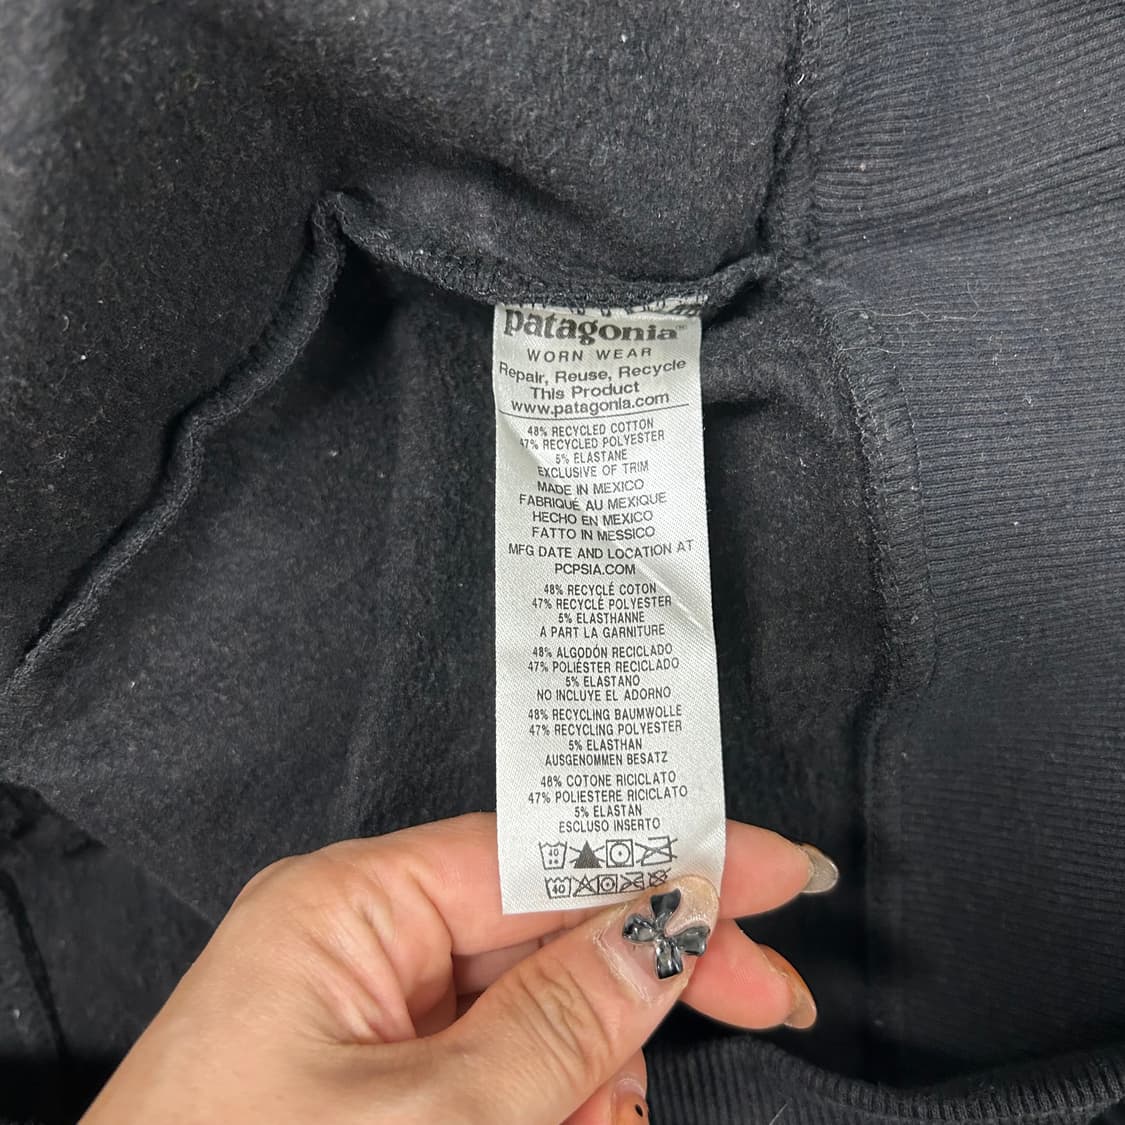 patagonia®
WORN WEAR
Repair, Reuse, Recycle
This Product
www.patagonia.com
48% RECYCLED COTTON
47% RECYCLED POLYESTER
5% ELASTANE
EXCLUSIVE OF TRIM
MADE IN MEXICO
FABRIQUÉ AU MEXIQUE
HECHO EN MEXICO
FATTO IN MESSICO
MFG DATE AND LOCATION AT
PCPSIA.COM
48% RECYCLÉ COTON
47% RECYCLÉ POLYESTER
5% ELASTHANNE
A PART LA GARNITURE
48% ALGODÓN RECICLADO
47% POLIÉSTER RECICLADO
5% ELASTANO
NO INCLUYE EL ADORNO
48% RECYCLING BAUMWOLLE
47% RECYCLING POLYESTER
5% ELASTHAN
AUSGENOMMEN BESATZ
48% COTONE RICICLATO
47% POLIESTERE RICICLATO
5% ELASTAN
ESCLUSO INSERTO
40
40